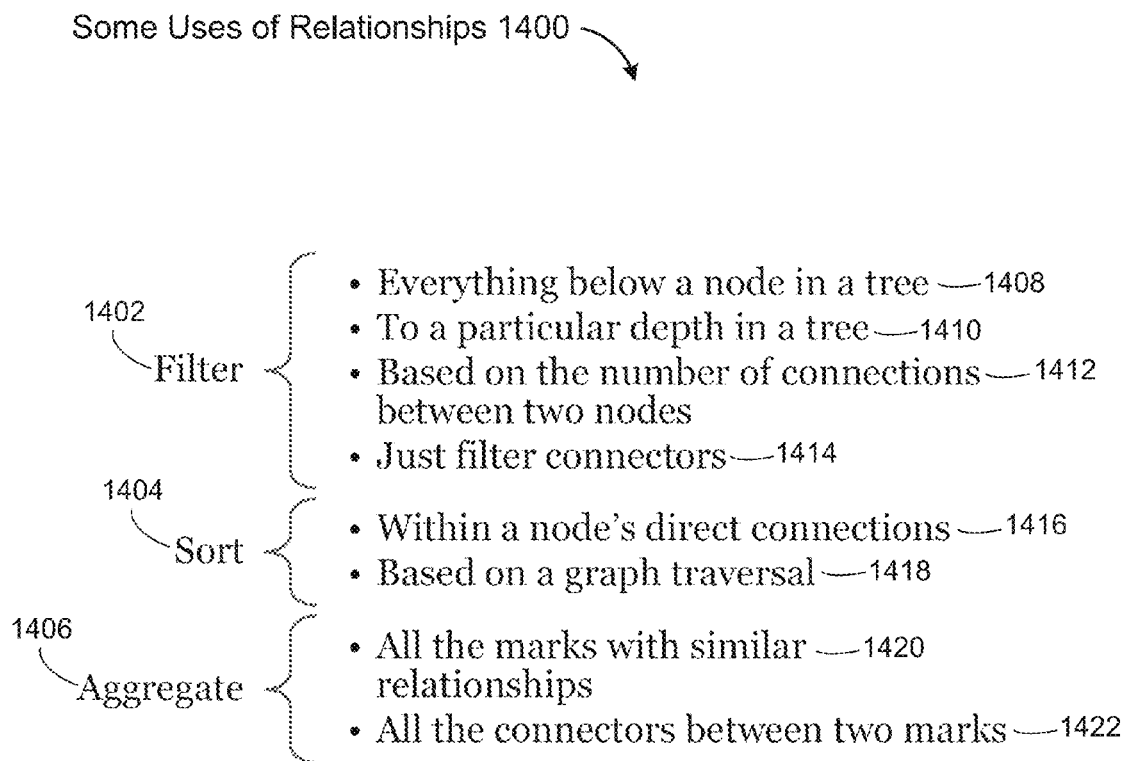 Some Uses of Relationships 1400
• Everything below a node in a tree 1408
1402
• To a particular depth in a tree 1410
Filter
• Based on the number of connections 1412
between two nodes
• Just filter connectors 1414
1404
• Within a node's direct connections 1416
Sort
• Based on a graph traversal 1418
1406
• All the marks with similar 1420
relationships
Aggregate
• All the connectors between two marks 1422